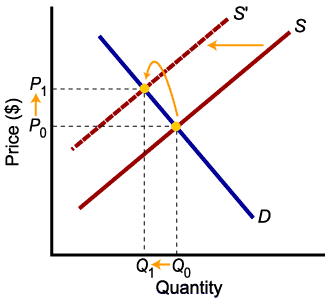 S'
S
P₁
P₀
Price ($)
D
Q₁
Q₀
Quantity